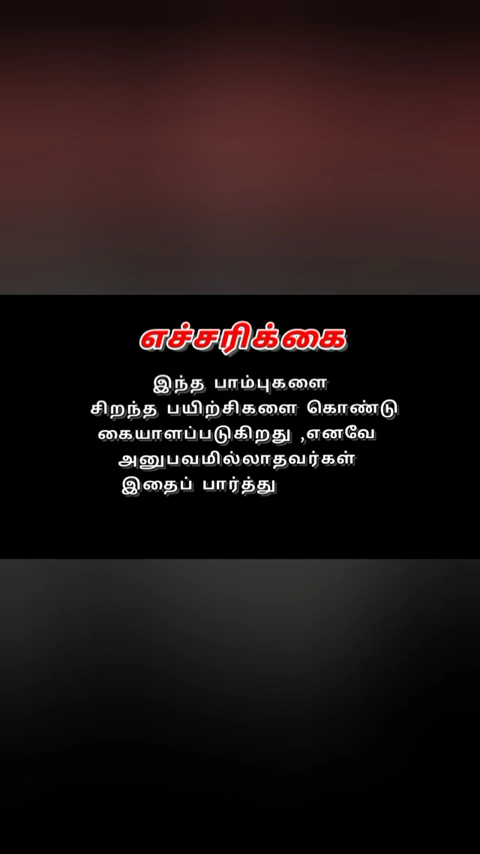 எச்சரிக்கை
இந்த பாம்புகளை
சிறந்த பயிற்சிகளை கொண்டு
கையாளப்படுகிறது ,எனவே
அனுபவமில்லாதவர்கள்
இதைப் பார்த்து